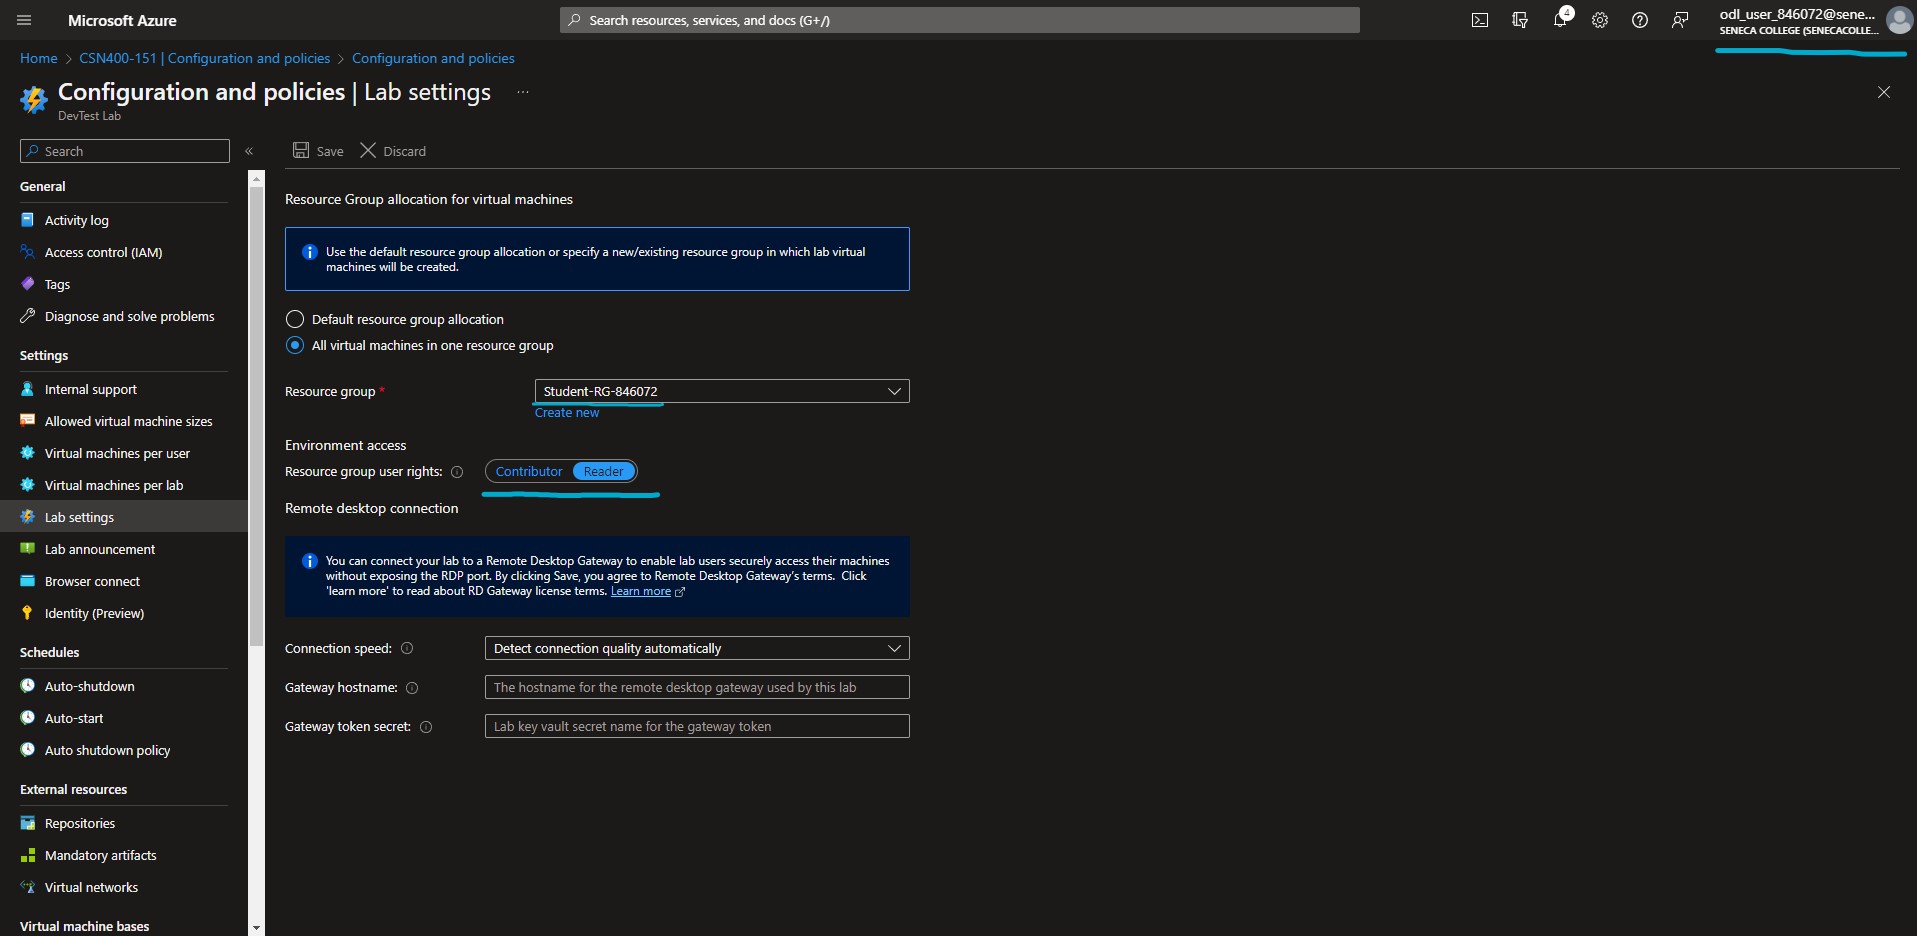 Microsoft Azure
Search resources, services, and docs (G+/)
4
odl_user_846072@sene...
SENECA COLLEGE (SENECACOLLE...
Home > CSN400-151 | Configuration and policies > Configuration and policies
Configuration and policies | Lab settings ...
DevTest Lab
Search
«
Save
Discard
General
Activity log
Access control (IAM)
Tags
Diagnose and solve problems
Settings
Internal support
Allowed virtual machine sizes
Virtual machines per user
Virtual machines per lab
Lab settings
Lab announcement
Browser connect
Identity (Preview)
Schedules
Auto-shutdown
Auto-start
Auto shutdown policy
External resources
Repositories
Mandatory artifacts
Virtual networks
Virtual machine bases
Resource Group allocation for virtual machines
Use the default resource group allocation or specify a new/existing resource group in which lab virtual
machines will be created.
Default resource group allocation
All virtual machines in one resource group
Resource group * Student-RG-846072
Create new
Environment access
Resource group user rights: Contributor Reader
Remote desktop connection
You can connect your lab to a Remote Desktop Gateway to enable lab users securely access their machines
without exposing the RDP port. By clicking Save, you agree to Remote Desktop Gateway's terms. Click
'learn more' to read about RD Gateway license terms. Learn more
Connection speed: Detect connection quality automatically
Gateway hostname: The hostname for the remote desktop gateway used by this lab
Gateway token secret: Lab key vault secret name for the gateway token